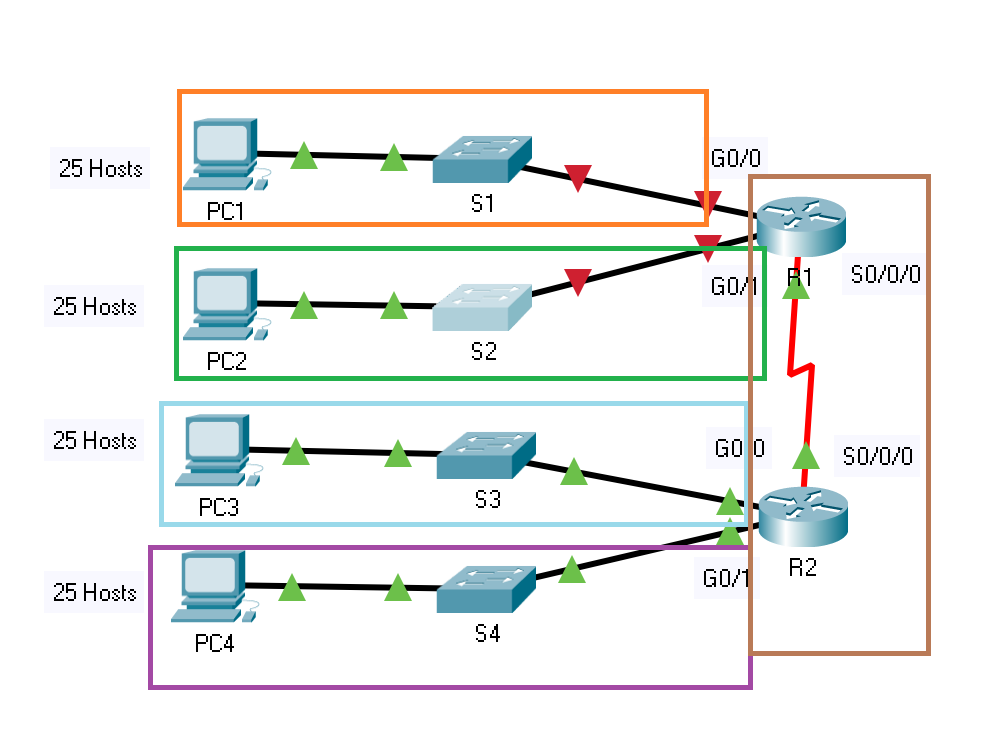 25 Hosts
PC1
S1
G0/0
R1
S0/0/0
25 Hosts
PC2
S2
G0/1
25 Hosts
PC3
S3
G0/0
S0/0/0
R2
25 Hosts
PC4
S4
G0/1